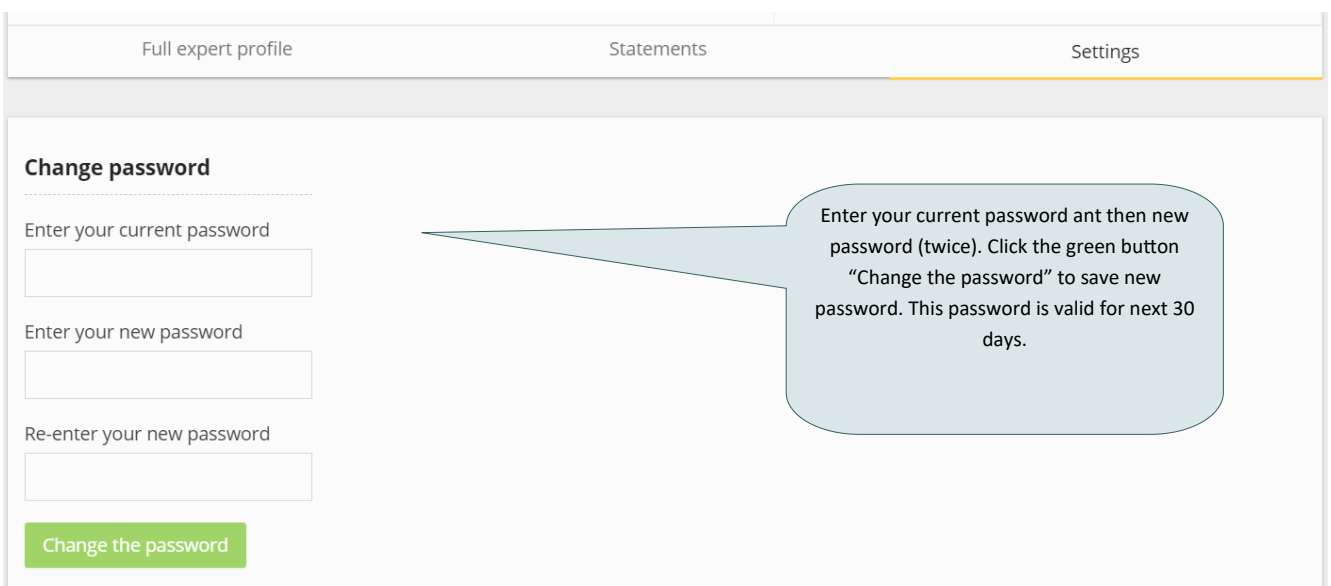 Full expert profile
Statements
Settings
Change password
Enter your current password
Enter your new password
Re-enter your new password
Change the password
Enter your current password ant then new
password (twice). Click the green button
“Change the password” to save new
password. This password is valid for next 30
days.